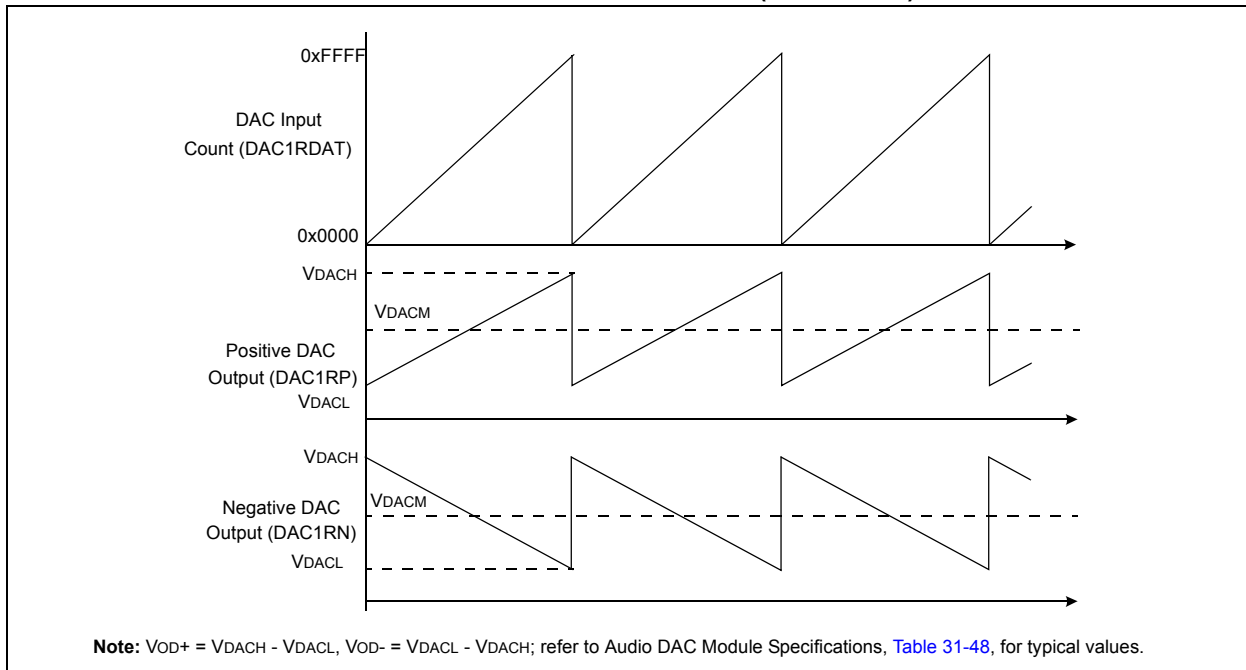 0xFFFF
DAC Input
Count (DAC1RDAT)
0x0000
VDACH
VDACM
Positive DAC
Output (DAC1RP)
VDACL
VDACH
VDACM
Negative DAC
Output (DAC1RN)
VDACL
Note: VOD+ = VDACH - VDACL, VOD- = VDACL - VDACH; refer to Audio DAC Module Specifications, Table 31-48, for typical values.